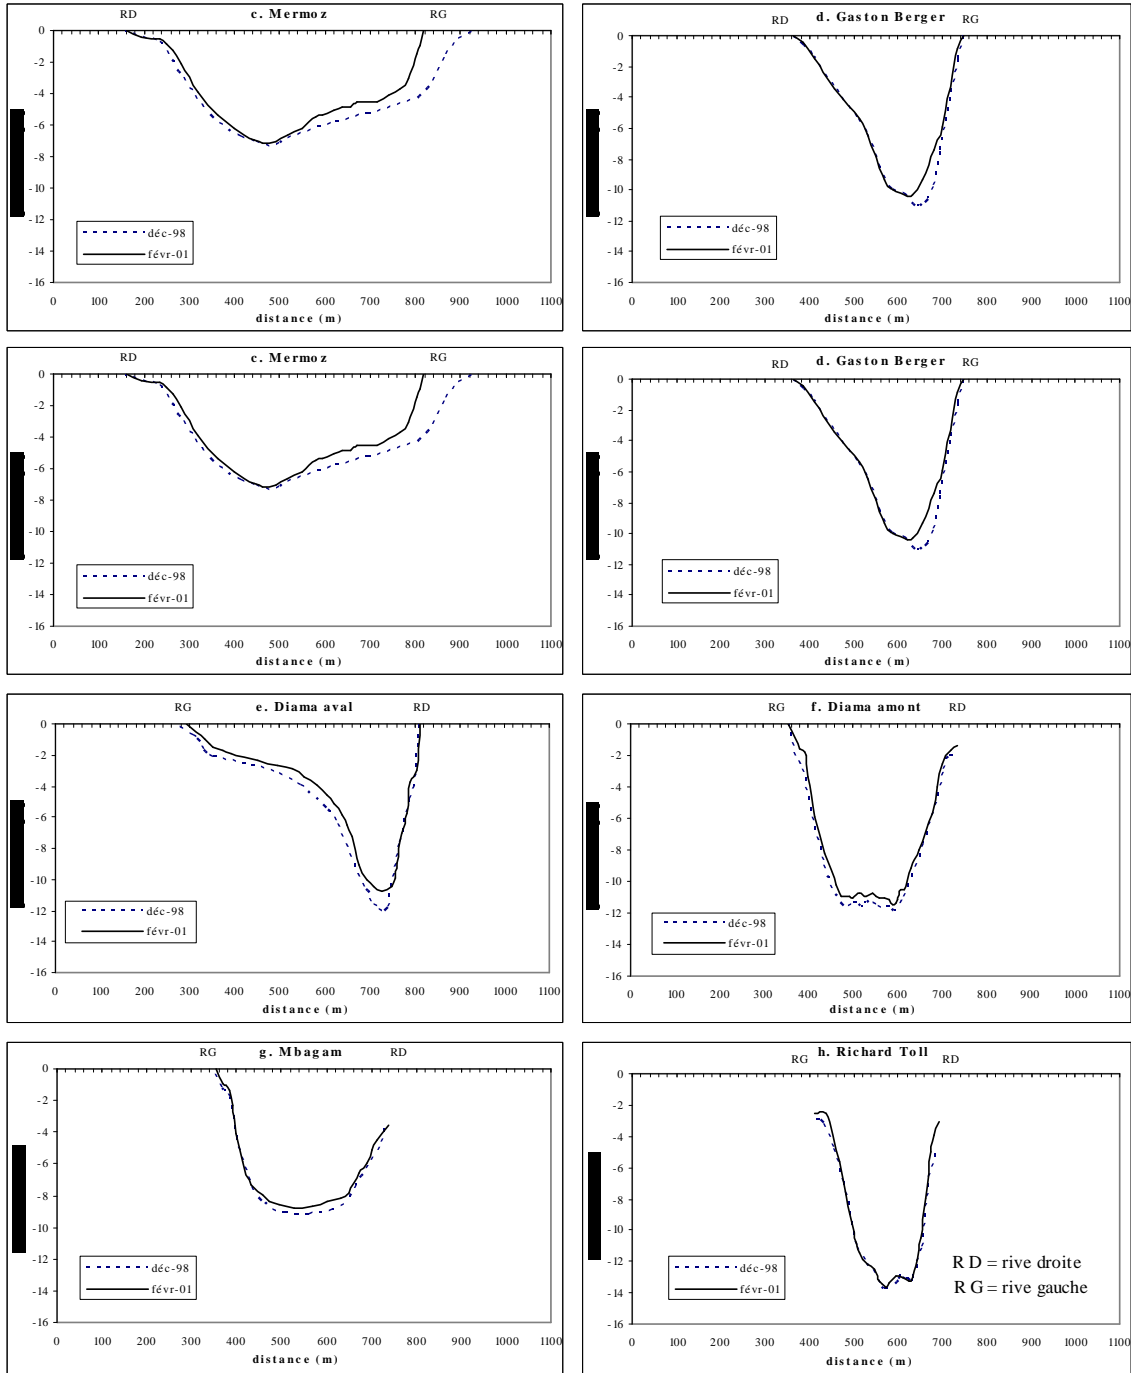 c. Mermoz
RD
RG
0
-2
-4
-6
-8
-10
-12
-14
-16
déc-98
févr-01
0 100 200 300 400 500 600 700 800 900 1000 1100
distance (m)
d. Gaston Berger
RD
RG
0
-2
-4
-6
-8
-10
-12
-14
-16
déc-98
févr-01
0 100 200 300 400 500 600 700 800 900 1000 1100
distance (m)
c. Mermoz
RD
RG
0
-2
-4
-6
-8
-10
-12
-14
-16
déc-98
févr-01
0 100 200 300 400 500 600 700 800 900 1000 1100
distance (m)
d. Gaston Berger
RD
RG
0
-2
-4
-6
-8
-10
-12
-14
-16
déc-98
févr-01
0 100 200 300 400 500 600 700 800 900 1000 1100
distance (m)
RG
e. Diama aval
RD
0
-2
-4
-6
-8
-10
-12
-14
-16
déc-98
févr-01
0 100 200 300 400 500 600 700 800 900 1000 1100
distance (m)
RG
f. Diama amont
RD
0
-2
-4
-6
-8
-10
-12
-14
-16
déc-98
févr-01
0 100 200 300 400 500 600 700 800 900 1000 1100
distance (m)
RG
g. Mbagam
RD
0
-2
-4
-6
-8
-10
-12
-14
-16
déc-98
févr-01
0 100 200 300 400 500 600 700 800 900 1000 1100
distance (m)
h. Richard Toll
RG
RD
0
-2
-4
-6
-8
-10
-12
-14
-16
déc-98
févr-01
RD = rive droite
RG = rive gauche
0 100 200 300 400 500 600 700 800 900 1000 1100
distance (m)